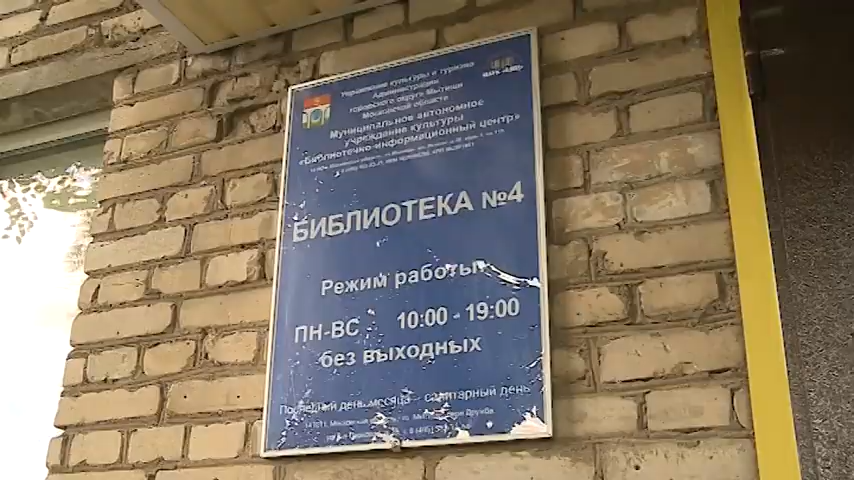 Управление культуры и туризма
Администрации
городского округа Мытищи
Московской области
Муниципальное автономное
учреждение культуры
«Библиотечно-информационный центр»
БИБЛИОТЕКА №4
Режим работы
ПН-ВС 10:00 - 19:00
без выходных
Последний день месяца - санитарный день